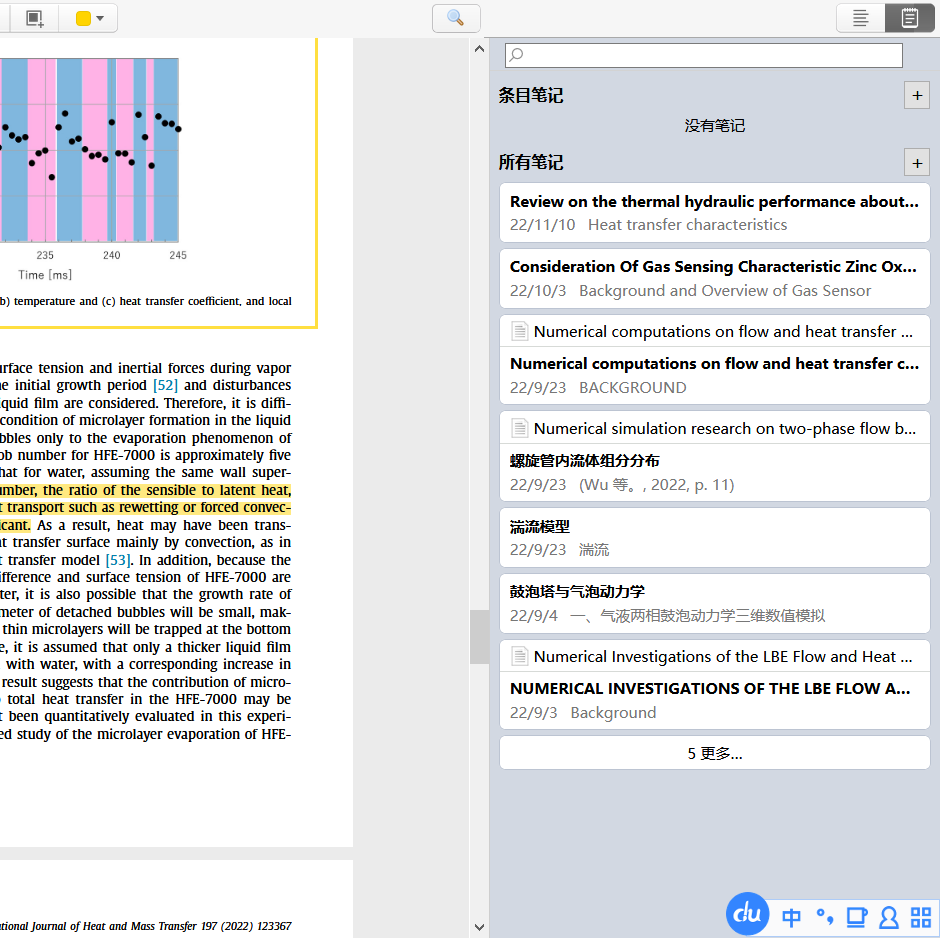 235
240
245
Time [ms]
b) temperature and (c) heat transfer coefficient, and local
urface tension and inertial forces during vapor
e initial growth period [52] and disturbances
quid film are considered. Therefore, it is diffi-
condition of microlayer formation in the liquid
bbles only to the evaporation phenomenon of
ob number for HFE-7000 is approximately five
hat for water, assuming the same wall super-
umber, the ratio of the sensible to latent heat,
t transport such as rewetting or forced convec-
icant. As a result, heat may have been trans-
at transfer surface mainly by convection, as in
t transfer model [53]. In addition, because the
ifference and surface tension of HFE-7000 are
ter, it is also possible that the growth rate of
meter of detached bubbles will be small, mak-
thin microlayers will be trapped at the bottom
e, it is assumed that only a thicker liquid film
with water, with a corresponding increase in
result suggests that the contribution of micro-
total heat transfer in the HFE-7000 may be
t been quantitatively evaluated in this experi-
ed study of the microlayer evaporation of HFE-
ational Journal of Heat and Mass Transfer 197 (2022) 123367
条目笔记
+
没有笔记
所有笔记
+
Review on the thermal hydraulic performance about...
22/11/10 Heat transfer characteristics
Consideration Of Gas Sensing Characteristic Zinc Ox...
22/10/3 Background and Overview of Gas Sensor
Numerical computations on flow and heat transfer ...
Numerical computations on flow and heat transfer c...
22/9/23 BACKGROUND
Numerical simulation research on two-phase flow b...
螺旋管内流体组分分布
22/9/23 (Wu 等。, 2022, p. 11)
湍流模型
22/9/23 湍流
鼓泡塔与气泡动力学
22/9/4 一、气液两相鼓泡动力学三维数值模拟
Numerical Investigations of the LBE Flow and Heat ...
NUMERICAL INVESTIGATIONS OF THE LBE FLOW A...
22/9/3 Background
5 更多...
du 中 °,